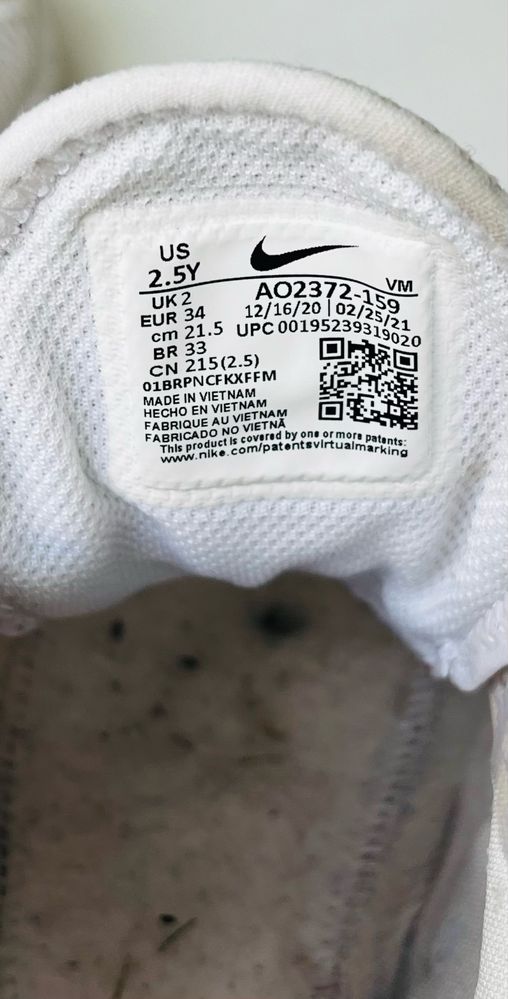 US
2.5Y
VM
UK 2
AO2372-159
EUR 34
12/16/20 | 02/25/21
cm 21.5
UPC 00195239319020
BR 33
CN 215(2.5)
01BRPNCFKXFFM
MADE IN VIETNAM
HECHO EN VIETNAM
FABRIQUE AU VIETNAM
FABRICADO NO VIETNÃ
This product is covered by one or more patents:
www.nike.com/patentsvirtualmarking